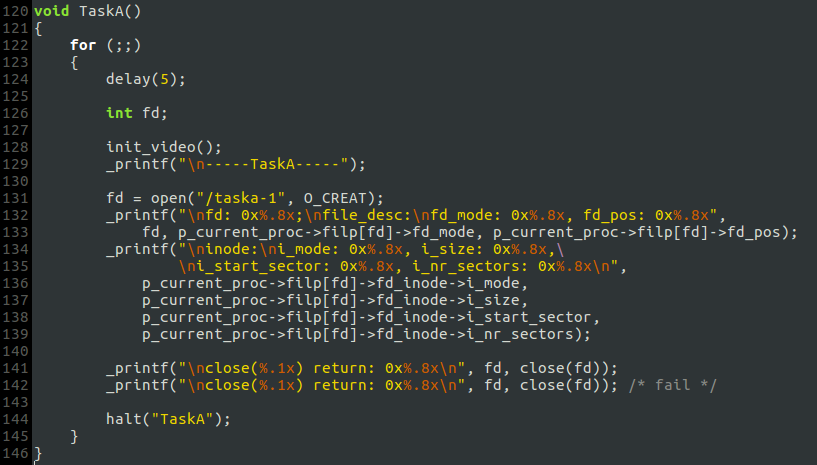 120 void TaskA()
121 {
122     for (;;)
123     {
124         delay(5);
125
126         int fd;
127
128         init_video();
129         _printf("\n-----TaskA-----");
130
131         fd = open("/taska-1", O_CREAT);
132         _printf("\nfd: 0x%.8x;\nfile_desc:\nfd_mode: 0x%.8x, fd_pos: 0x%.8x",
133             fd, p_current_proc->filp[fd]->fd_mode, p_current_proc->filp[fd]->fd_pos);
134         _printf("\ninode:\ni_mode: 0x%.8x, i_size: 0x%.8x,\
135                 \ni_start_sector: 0x%.8x, i_nr_sectors: 0x%.8x\n",
136             p_current_proc->filp[fd]->fd_inode->i_mode,
137             p_current_proc->filp[fd]->fd_inode->i_size,
138             p_current_proc->filp[fd]->fd_inode->i_start_sector,
139             p_current_proc->filp[fd]->fd_inode->i_nr_sectors);
140
141         _printf("\nclose(%.1x) return: 0x%.8x\n", fd, close(fd));
142         _printf("\nclose(%.1x) return: 0x%.8x\n", fd, close(fd)); /* fail */
143
144         halt("TaskA");
145     }
146 }